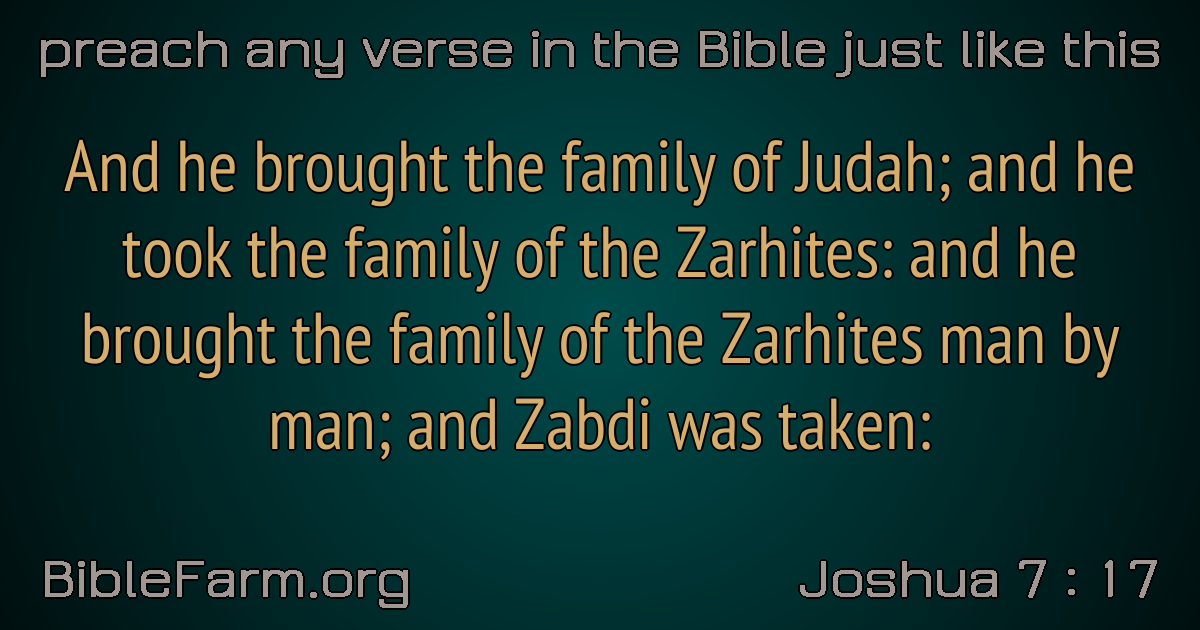 preach any verse in the Bible just like this
And he brought the family of Judah; and he
took the family of the Zarhites: and he
brought the family of the Zarhites man by
man; and Zabdi was taken:
BibleFarm.org
Joshua 7 : 17